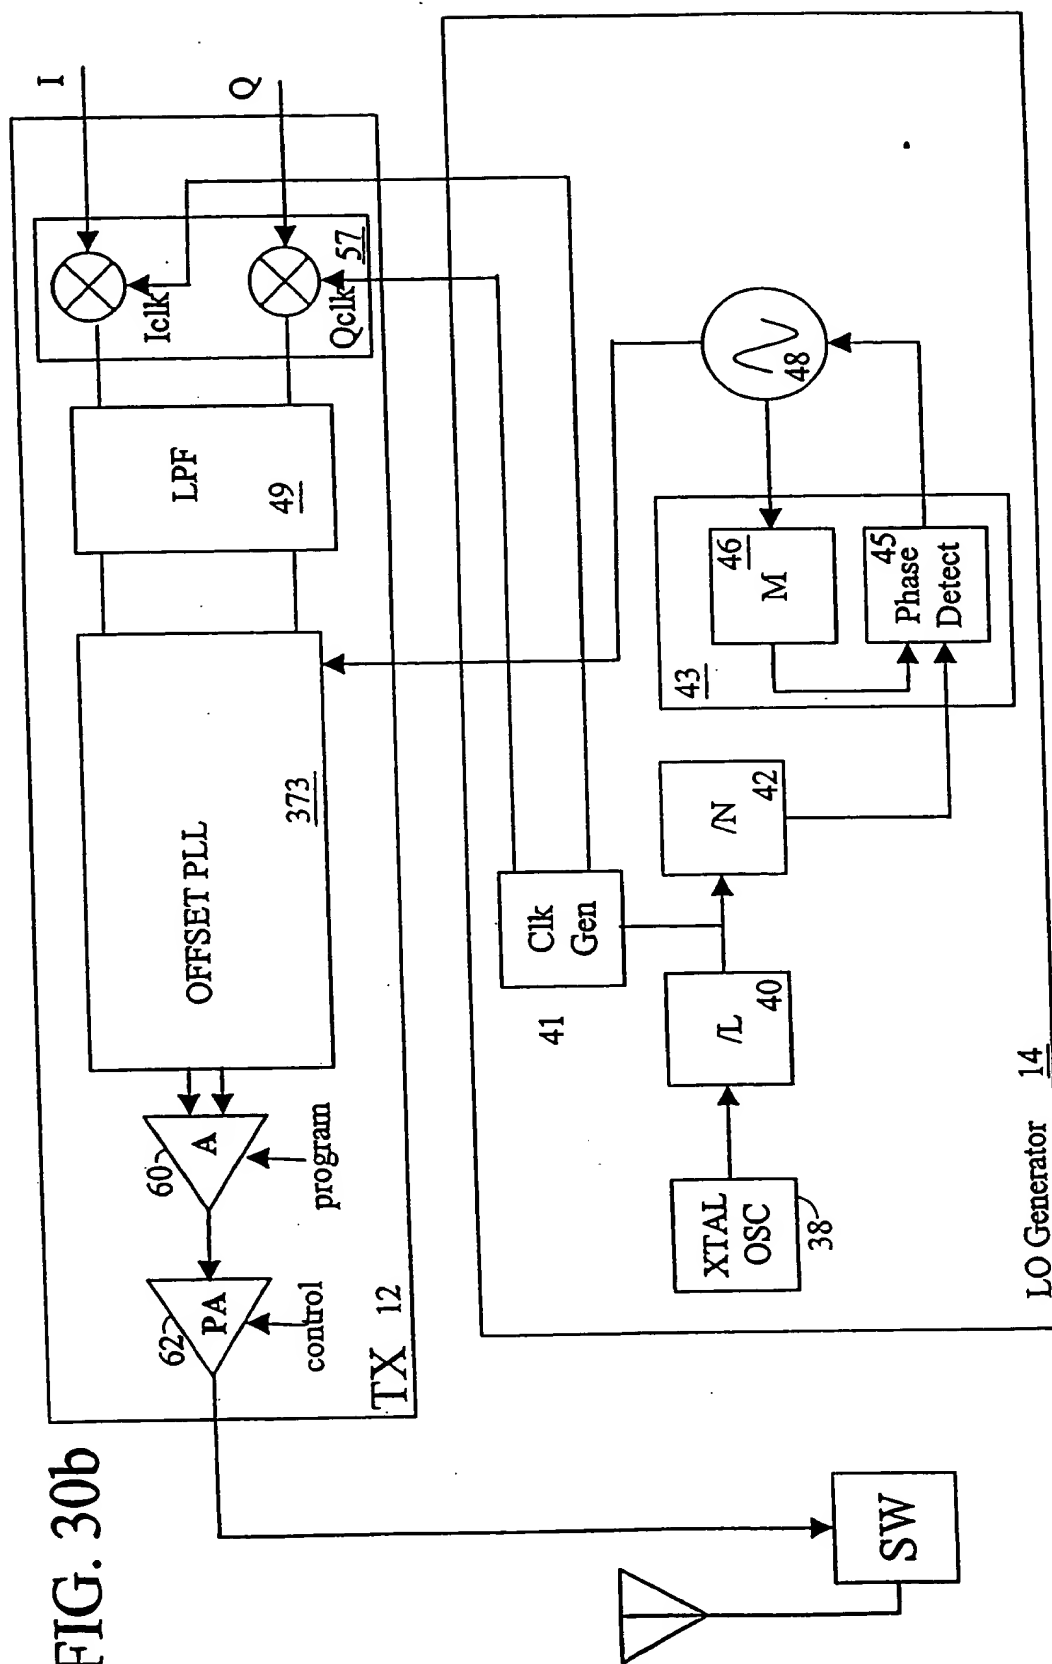 FIG. 30b
I
Q
Iclk
Qclk
57
LPF
49
OFFSET PLL
373
A
60
program
PA
62
control
TX 12
SW
XTAL
OSC
38
/L
40
41
Clk
Gen
/N
42
43
M
46
45
Phase
Detect
48
LO Generator 14